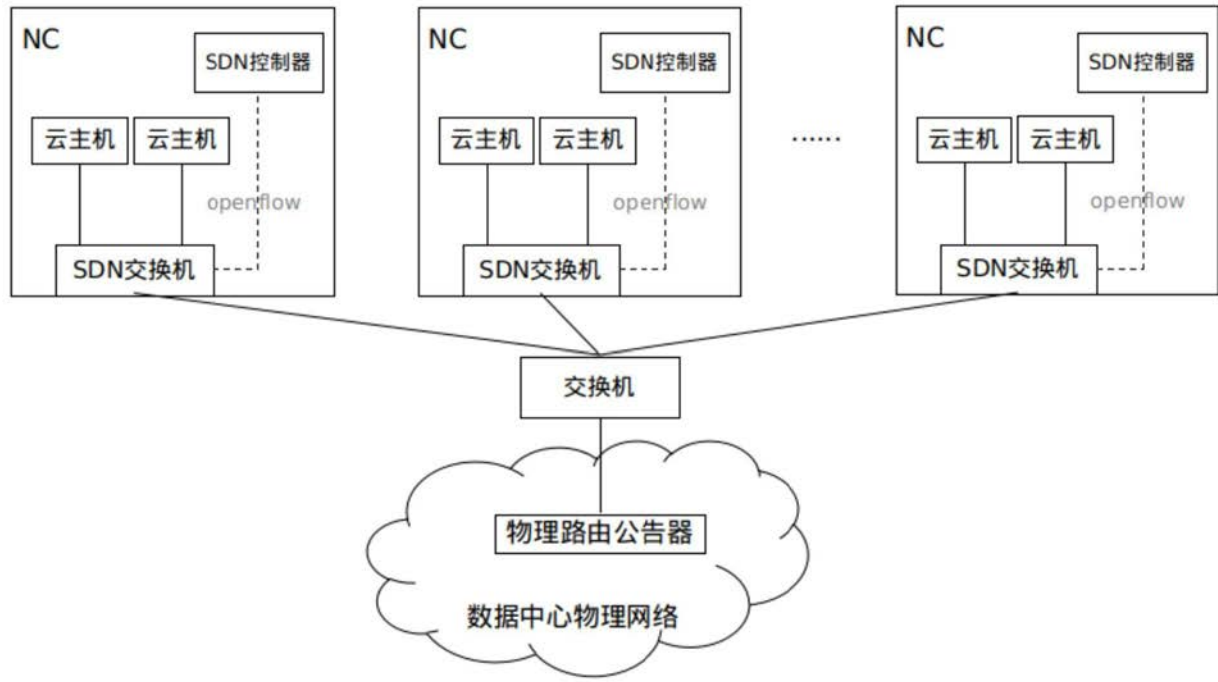 NC
SDN控制器
云主机
云主机
openflow
SDN交换机
NC
SDN控制器
云主机
云主机
openflow
SDN交换机
······
NC
SDN控制器
云主机
云主机
openflow
SDN交换机
交换机
物理路由公告器
数据中心物理网络